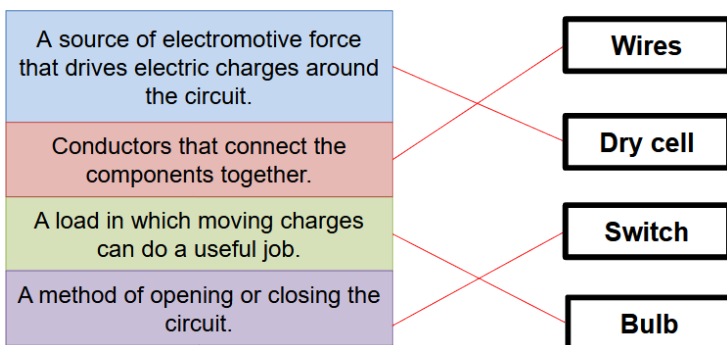 A source of electromotive force
that drives electric charges around
the circuit.
Conductors that connect the
components together.
A load in which moving charges
can do a useful job.
A method of opening or closing the
circuit.
Wires
Dry cell
Switch
Bulb